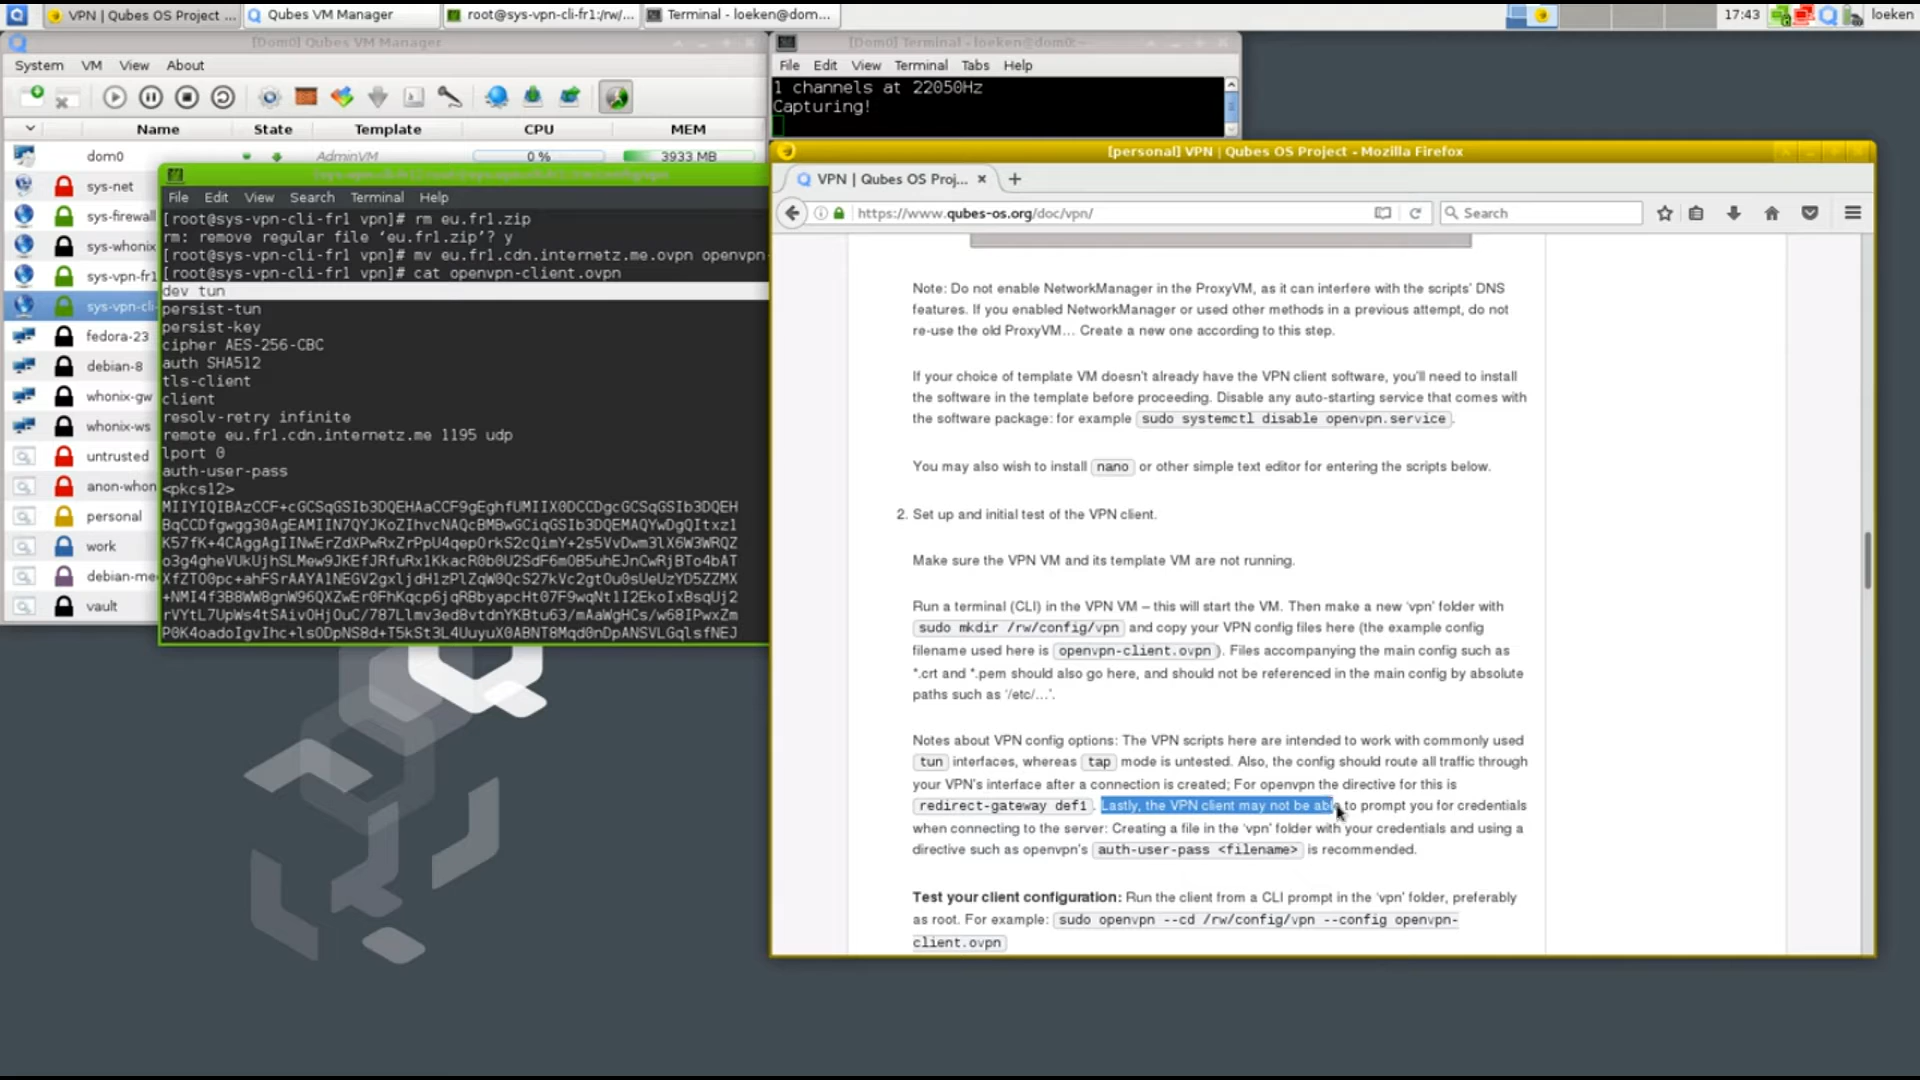 VPN | Qubes OS Project ...
Qubes VM Manager
root@sys-vpn-cli-fr1:/rw/...
Terminal - loeken@dom...
17:43
loeken
[Dom0] Qubes VM Manager
System VM View About
Name State Template CPU MEM
dom0 AdminVM 0 % 3933 MB
sys-net
sys-firewall
sys-whonix
sys-vpn-fr1
sys-vpn-cli-
fedora-23
debian-8
whonix-gw
whonix-ws
untrusted
anon-whon
personal
work
debian-me
vault
File Edit View Search Terminal Help
[root@sys-vpn-cli-fr1 vpn]# rm eu.fr1.zip
rm: remove regular file ‘eu.fr1.zip’? y
[root@sys-vpn-cli-fr1 vpn]# mv eu.fr1.cdn.internetz.me.ovpn openvpn-
[root@sys-vpn-cli-fr1 vpn]# cat openvpn-client.ovpn
dev tun
persist-tun
persist-key
cipher AES-256-CBC
auth SHA512
tls-client
client
resolv-retry infinite
remote eu.fr1.cdn.internetz.me 1195 udp
lport 0
auth-user-pass
<pkcs12>
[Dom0] Terminal - loeken@dom0:~
File Edit View Terminal Tabs Help
1 channels at 22050Hz
Capturing!
[personal] VPN | Qubes OS Project - Mozilla Firefox
VPN | Qubes OS Proj...
https://www.qubes-os.org/doc/vpn/
Search
Note: Do not enable NetworkManager in the ProxyVM, as it can interfere with the scripts’ DNS
features. If you enabled NetworkManager or used other methods in a previous attempt, do not
re-use the old ProxyVM… Create a new one according to this step.
If your choice of template VM doesn’t already have the VPN client software, you’ll need to install
the software in the template before proceeding. Disable any auto-starting service that comes with
the software package: for example sudo systemctl disable openvpn.service.
You may also wish to install nano or other simple text editor for entering the scripts below.
2. Set up and initial test of the VPN client.
Make sure the VPN VM and its template VM are not running.
Run a terminal (CLI) in the VPN VM – this will start the VM. Then make a new ‘vpn’ folder with
sudo mkdir /rw/config/vpn and copy your VPN config files here (the example config
filename used here is openvpn-client.ovpn). Files accompanying the main config such as
*.crt and *.pem should also go here, and should not be referenced in the main config by absolute
paths such as ‘/etc/…’.
Notes about VPN config options: The VPN scripts here are intended to work with commonly used
tun interfaces, whereas tap mode is untested. Also, the config should route all traffic through
your VPN’s interface after a connection is created; For openvpn the directive for this is
redirect-gateway def1. Lastly, the VPN client may not be able to prompt you for credentials
when connecting to the server: Creating a file in the ‘vpn’ folder with your credentials and using a
directive such as openvpn’s auth-user-pass <filename> is recommended.
Test your client configuration: Run the client from a CLI prompt in the ‘vpn’ folder, preferably
as root. For example: sudo openvpn --cd /rw/config/vpn --config openvpn-
client.ovpn